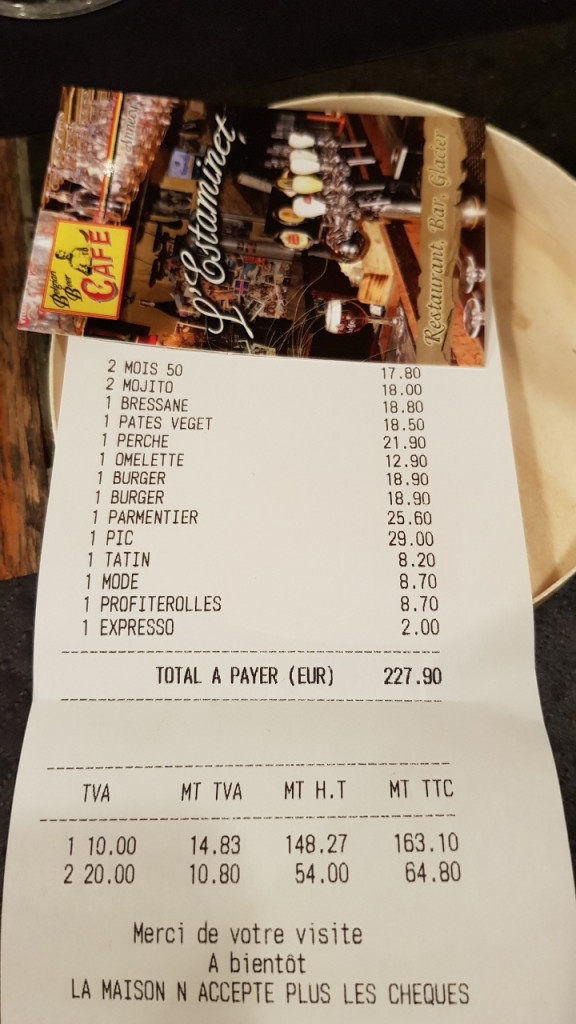 Belgian Beer
CAFÉ
L'Estaminet
Restaurant, Bar, Glacier
2 MOIS 50 17.80
2 MOJITO 18.00
1 BRESSANE 18.80
1 PATES VEGET 18.50
1 PERCHE 21.90
1 OMELETTE 12.90
1 BURGER 18.90
1 BURGER 18.90
1 PARMENTIER 25.60
1 PIC 29.00
1 TATIN 8.20
1 MODE 8.70
1 PROFITEROLLES 8.70
1 EXPRESSO 2.00
TOTAL A PAYER (EUR) 227.90
TVA MT TVA MT H.T MT TTC
1 10.00 14.83 148.27 163.10
2 20.00 10.80 54.00 64.80
Merci de votre visite
A bientôt
LA MAISON N ACCEPTE PLUS LES CHEQUES